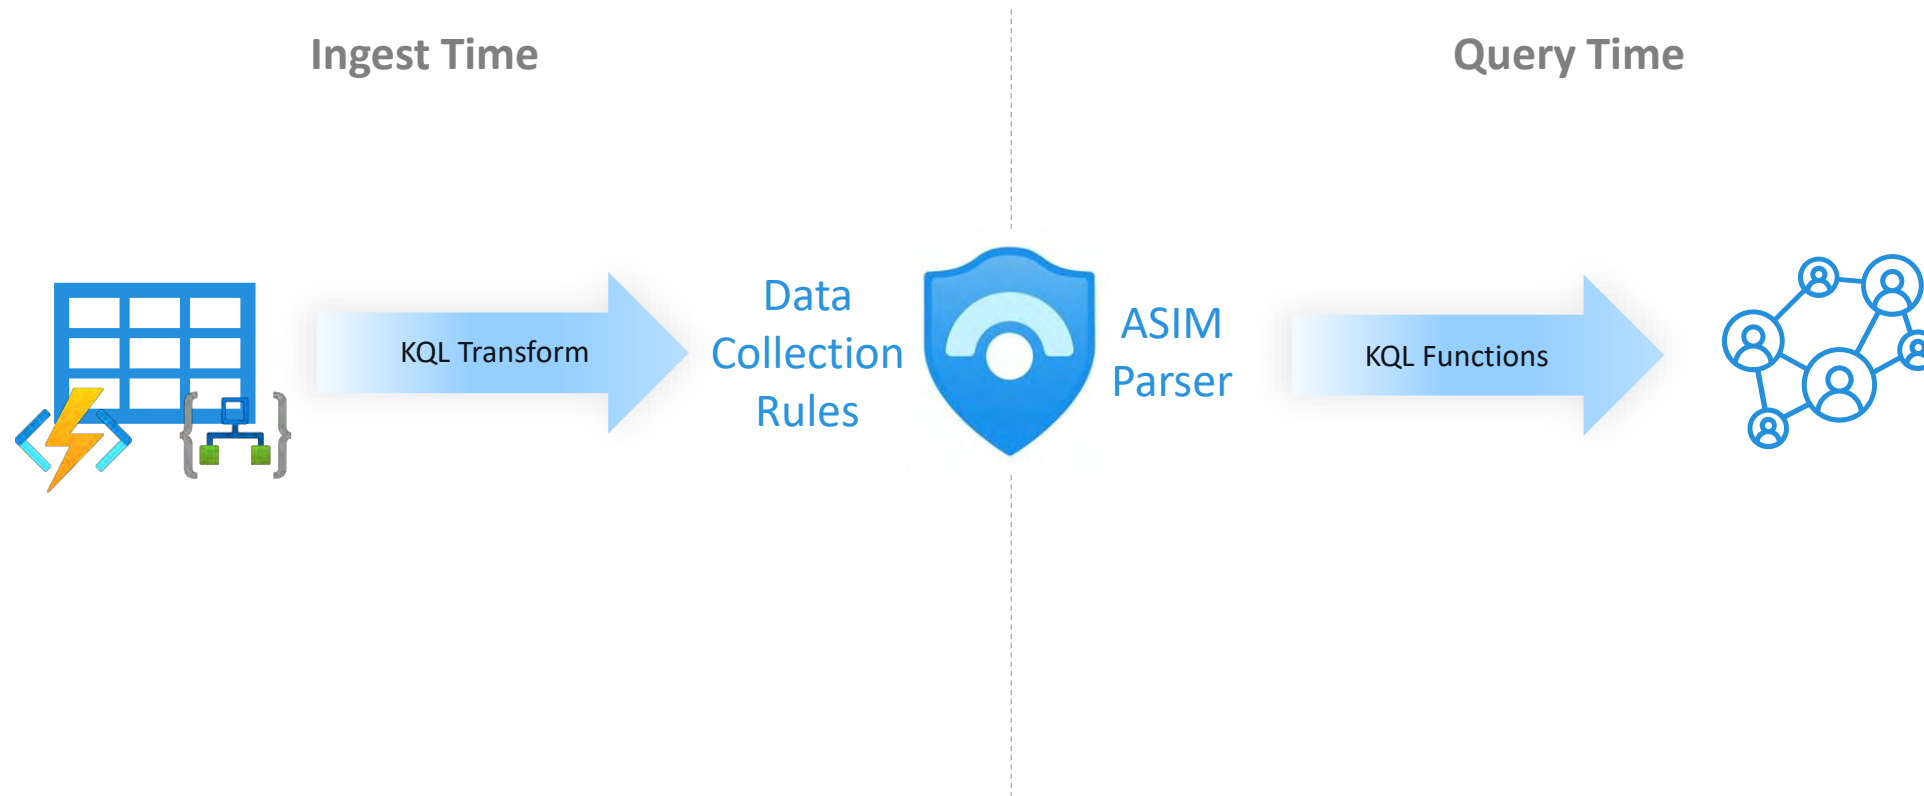 Ingest Time
Query Time
KQL Transform
Data
Collection
Rules
ASIM
Parser
KQL Functions